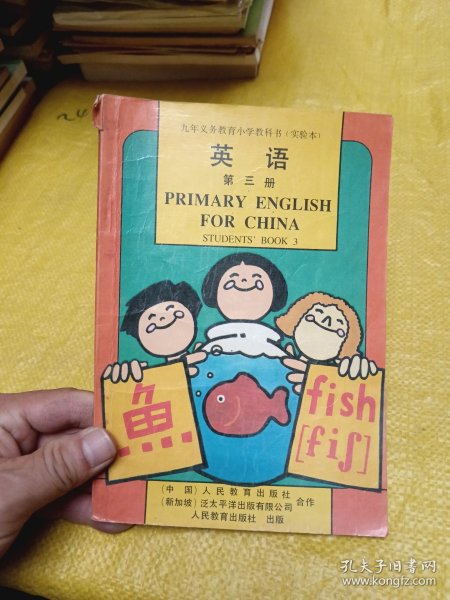 九年义务教育小学教科书(实验本)
英 语
第 三 册
PRIMARY ENGLISH
FOR CHINA
STUDENTS' BOOK 3
魚
fish
[fiʃ]
(中 国)人民教育出版社
(新加坡)泛太平洋出版有限公司 合作
人民教育出版社 出版
孔夫子旧书网
www.kongfz.com